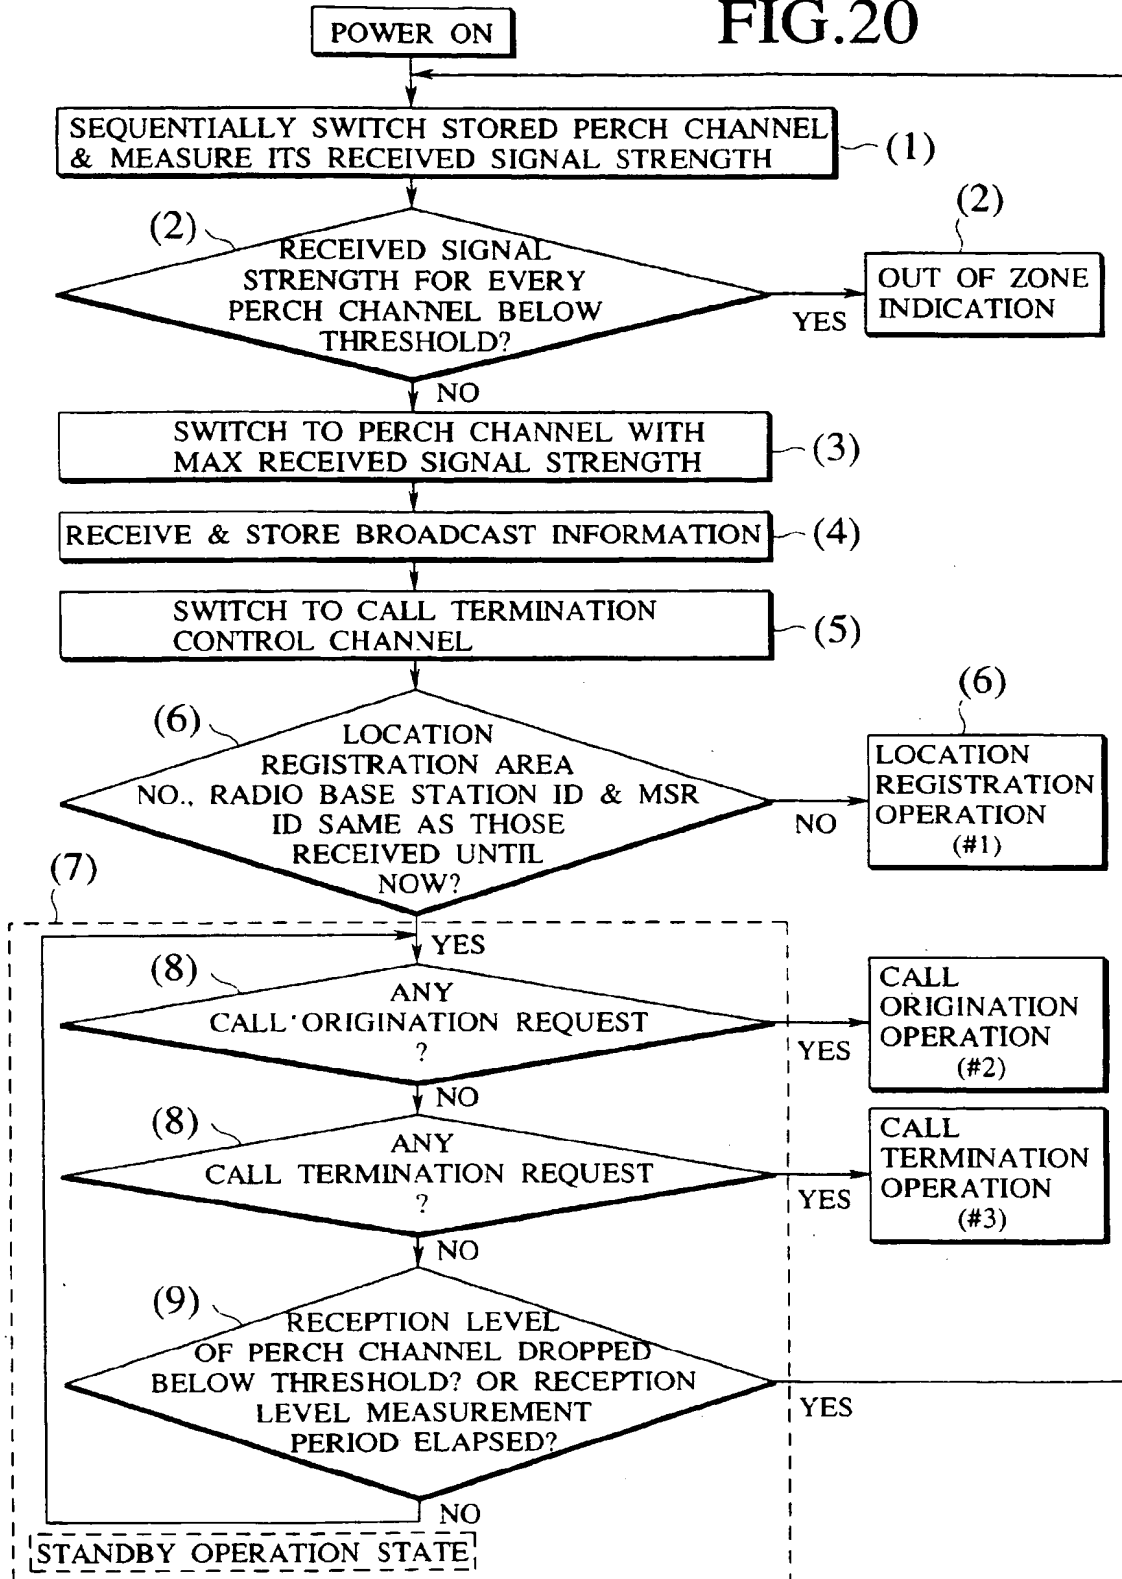 FIG.20
POWER ON
SEQUENTIALLY SWITCH STORED PERCH CHANNEL
& MEASURE ITS RECEIVED SIGNAL STRENGTH
(1)
(2)
RECEIVED SIGNAL
STRENGTH FOR EVERY
PERCH CHANNEL BELOW
THRESHOLD?
YES
(2)
OUT OF ZONE
INDICATION
NO
SWITCH TO PERCH CHANNEL WITH
MAX RECEIVED SIGNAL STRENGTH
(3)
RECEIVE & STORE BROADCAST INFORMATION
(4)
SWITCH TO CALL TERMINATION
CONTROL CHANNEL
(5)
(6)
LOCATION
REGISTRATION AREA
NO., RADIO BASE STATION ID & MSR
ID SAME AS THOSE
RECEIVED UNTIL
NOW?
NO
(6)
LOCATION
REGISTRATION
OPERATION
(#1)
(7)
YES
(8)
ANY
CALL ORIGINATION REQUEST
?
YES
CALL
ORIGINATION
OPERATION
(#2)
NO
(8)
ANY
CALL TERMINATION REQUEST
?
YES
CALL
TERMINATION
OPERATION
(#3)
NO
(9)
RECEPTION LEVEL
OF PERCH CHANNEL DROPPED
BELOW THRESHOLD? OR RECEPTION
LEVEL MEASUREMENT
PERIOD ELAPSED?
YES
NO
STANDBY OPERATION STATE